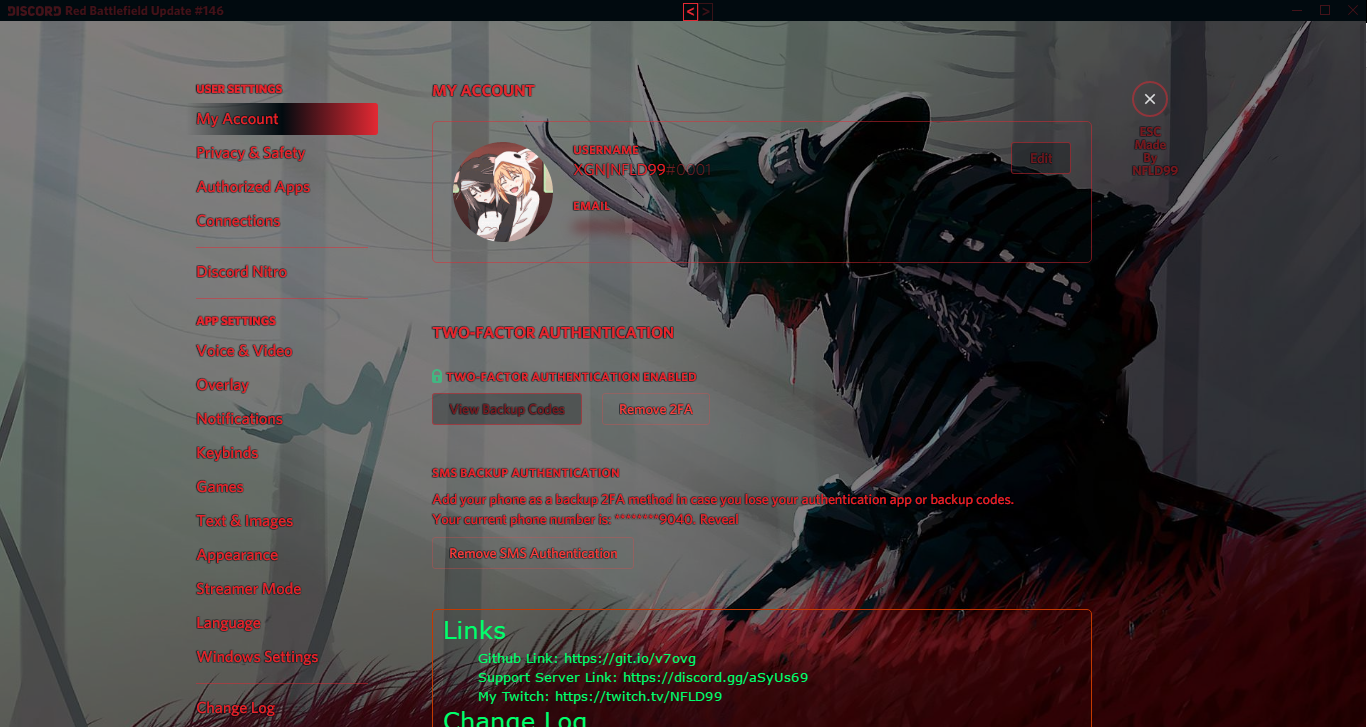 DISCORD Red Battlefield Update #146
< >
USER SETTINGS
My Account
Privacy & Safety
Authorized Apps
Connections
Discord Nitro
APP SETTINGS
Voice & Video
Overlay
Notifications
Keybinds
Games
Text & Images
Appearance
Streamer Mode
Language
Windows Settings
Change Log
MY ACCOUNT
USERNAME
XGN|NFLD99#0001
EMAIL
Edit
TWO-FACTOR AUTHENTICATION
TWO-FACTOR AUTHENTICATION ENABLED
View Backup Codes
Remove 2FA
SMS BACKUP AUTHENTICATION
Add your phone as a backup 2FA method in case you lose your authentication app or backup codes.
Your current phone number is: ********9040. Reveal
Remove SMS Authentication
Links
Github Link: https://git.io/v7ovg
Support Server Link: https://discord.gg/aSyUs69
My Twitch: https://twitch.tv/NFLD99
Change Log
ESC
Made
By
NFLD99